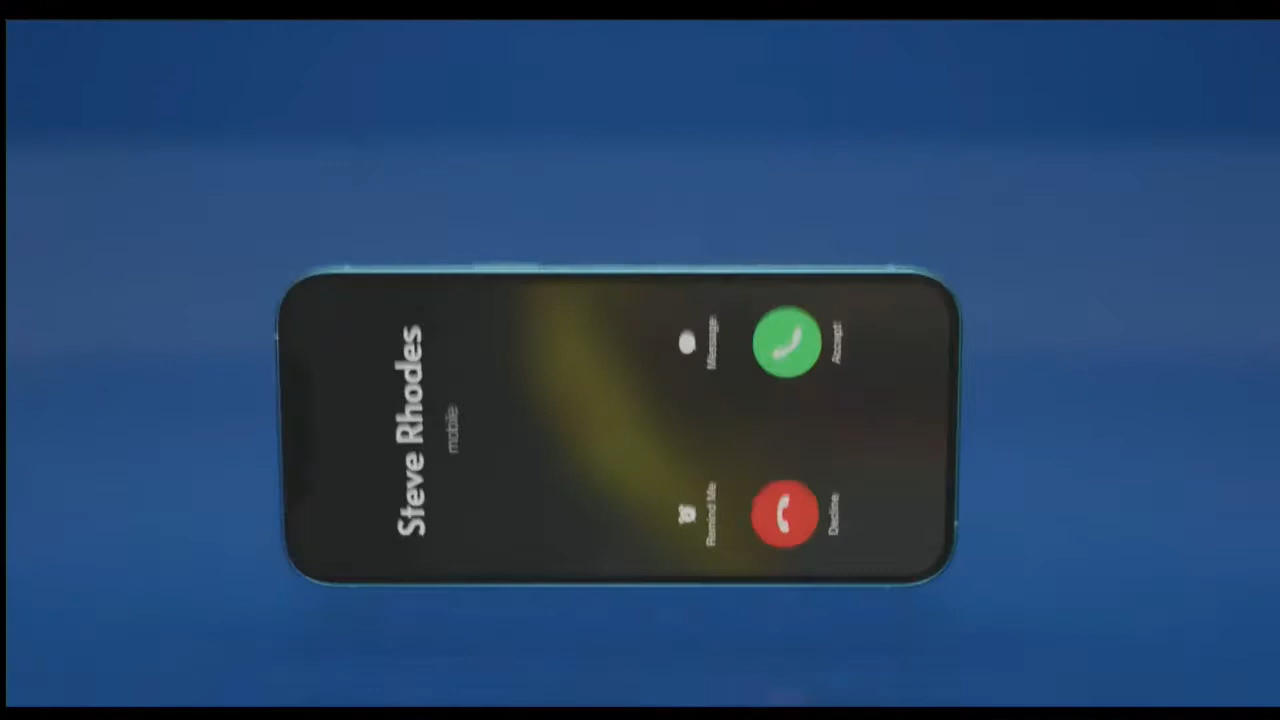 Steve Rhodes
mobile
Remind Me
Message
Decline
Accept